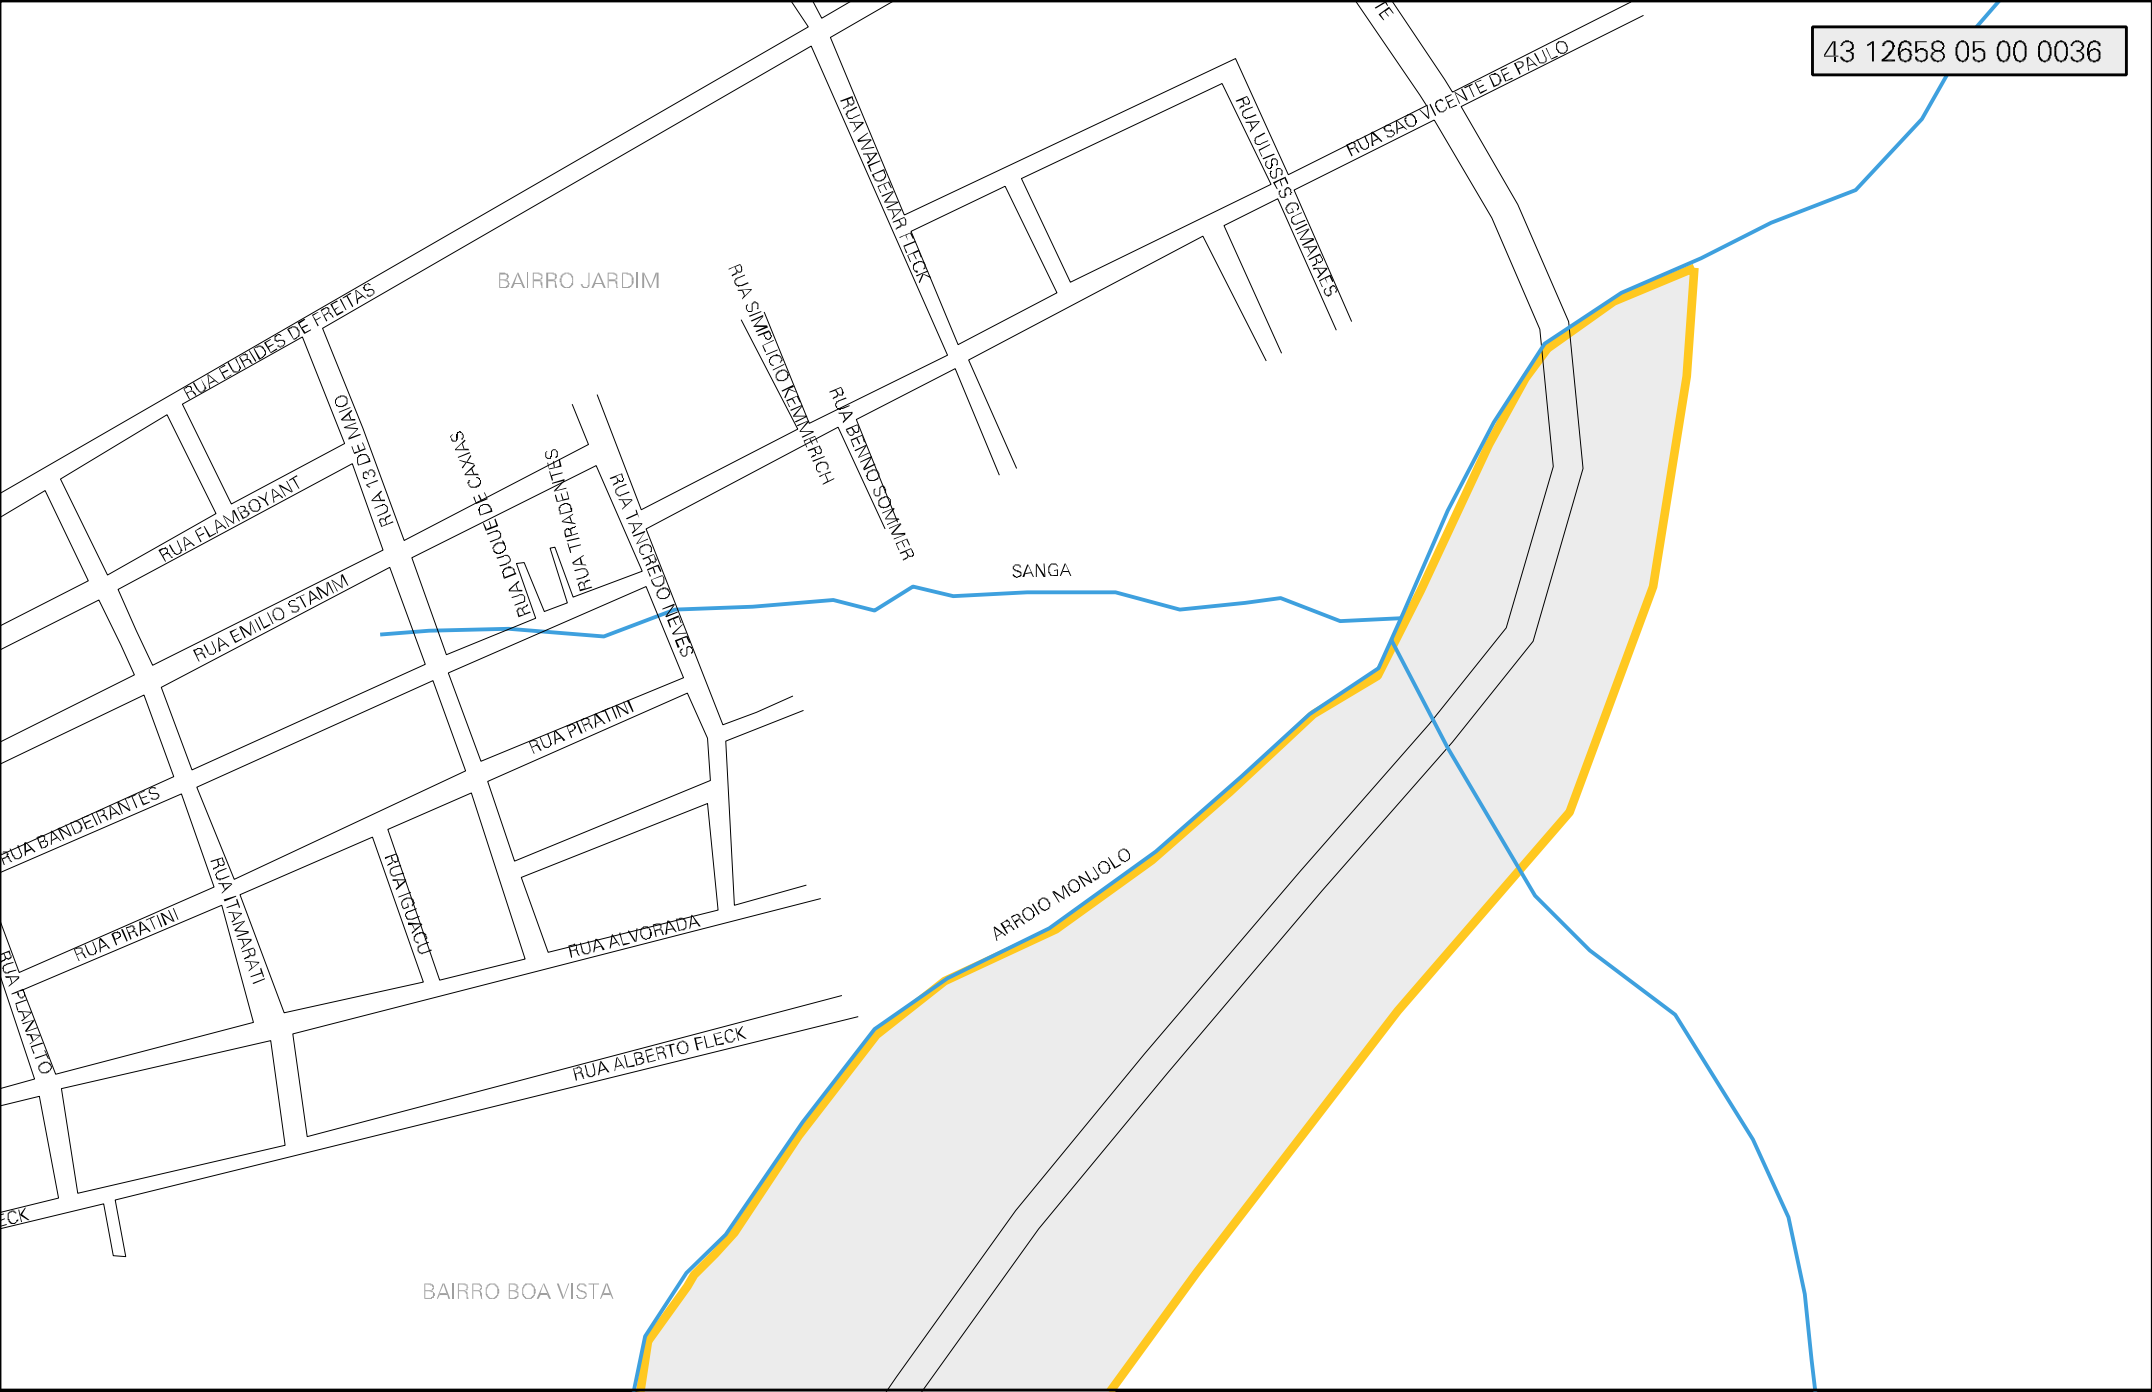 TE
43 12658 05 00 0036
RUA SAO VICENTE DE PAULO
RUA WALDEMAR FLECK
RUA ULISSES GUIMARAES
BAIRRO JARDIM
RUA EURIDES DE FREITAS
RUA SIMPLICIO KEMMERICH
RUA BENNO SOMMER
RUA 13 DE MAIO
RUA DUQUE DE CAXIAS
RUA TIRADENTES
RUA TANCREDO NEVES
RUA FLAMBOYANT
SANGA
RUA EMILIO STAMM
RUA PIRATINI
RUA BANDEIRANTES
RUA ITAMARATI
RUA IGUACU
ARROIO MONJOLO
RUA PIRATINI
RUA ALVORADA
RUA PLANALTO
RUA ALBERTO FLECK
ECK
BAIRRO BOA VISTA